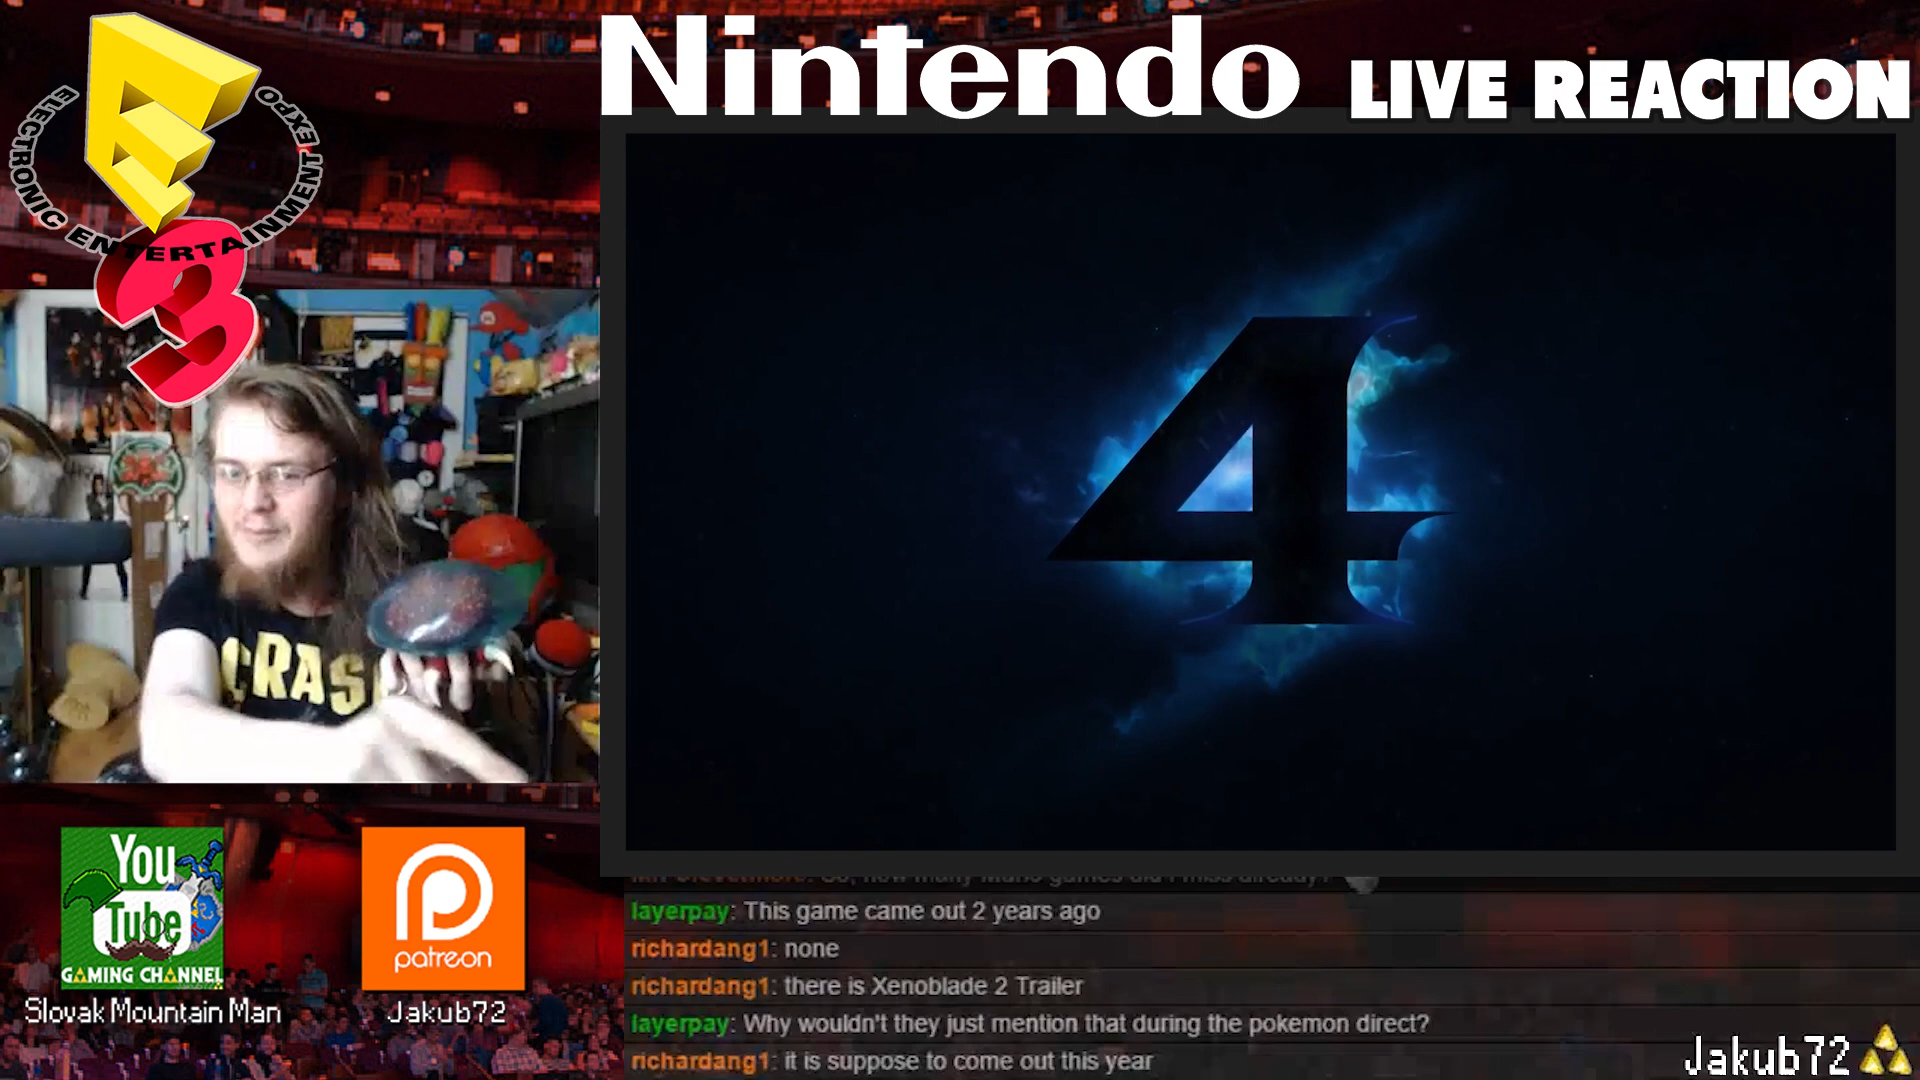 E3
ELECTRONIC ENTERTAINMENT EXPO
Nintendo LIVE REACTION
4
CRASH
layerpay: This game came out 2 years ago
richardang1: none
richardang1: there is Xenoblade 2 Trailer
layerpay: Why wouldn't they just mention that during the pokemon direct?
richardang1: it is suppose to come out this year
You
Tube
GAMING CHANNEL
Slovak Mountain Man
patreon
Jakub72
Jakub72